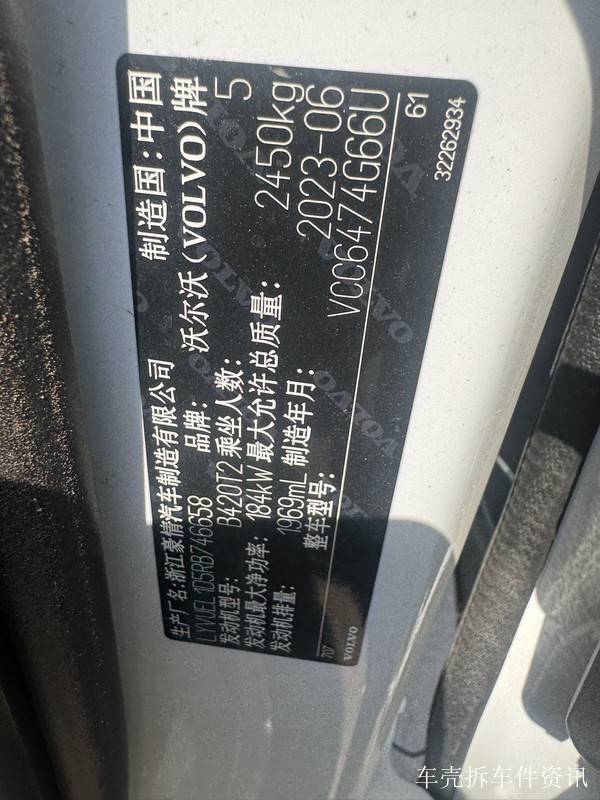 生产厂名:浙江豪情汽车制造有限公司 制造国:中国
LYVUEL1D5RB746658 品牌: 沃尔沃(VOLVO)牌
发动机型号: B420T2 乘坐人数: 5
发动机最大净功率: 184kW 最大允许总质量: 2450kg
发动机排量: 1969mL 制造年月: 2023-06
整车型号: VCC6474G66U
707 61
VOLVO 32262934
车壳拆车件资讯